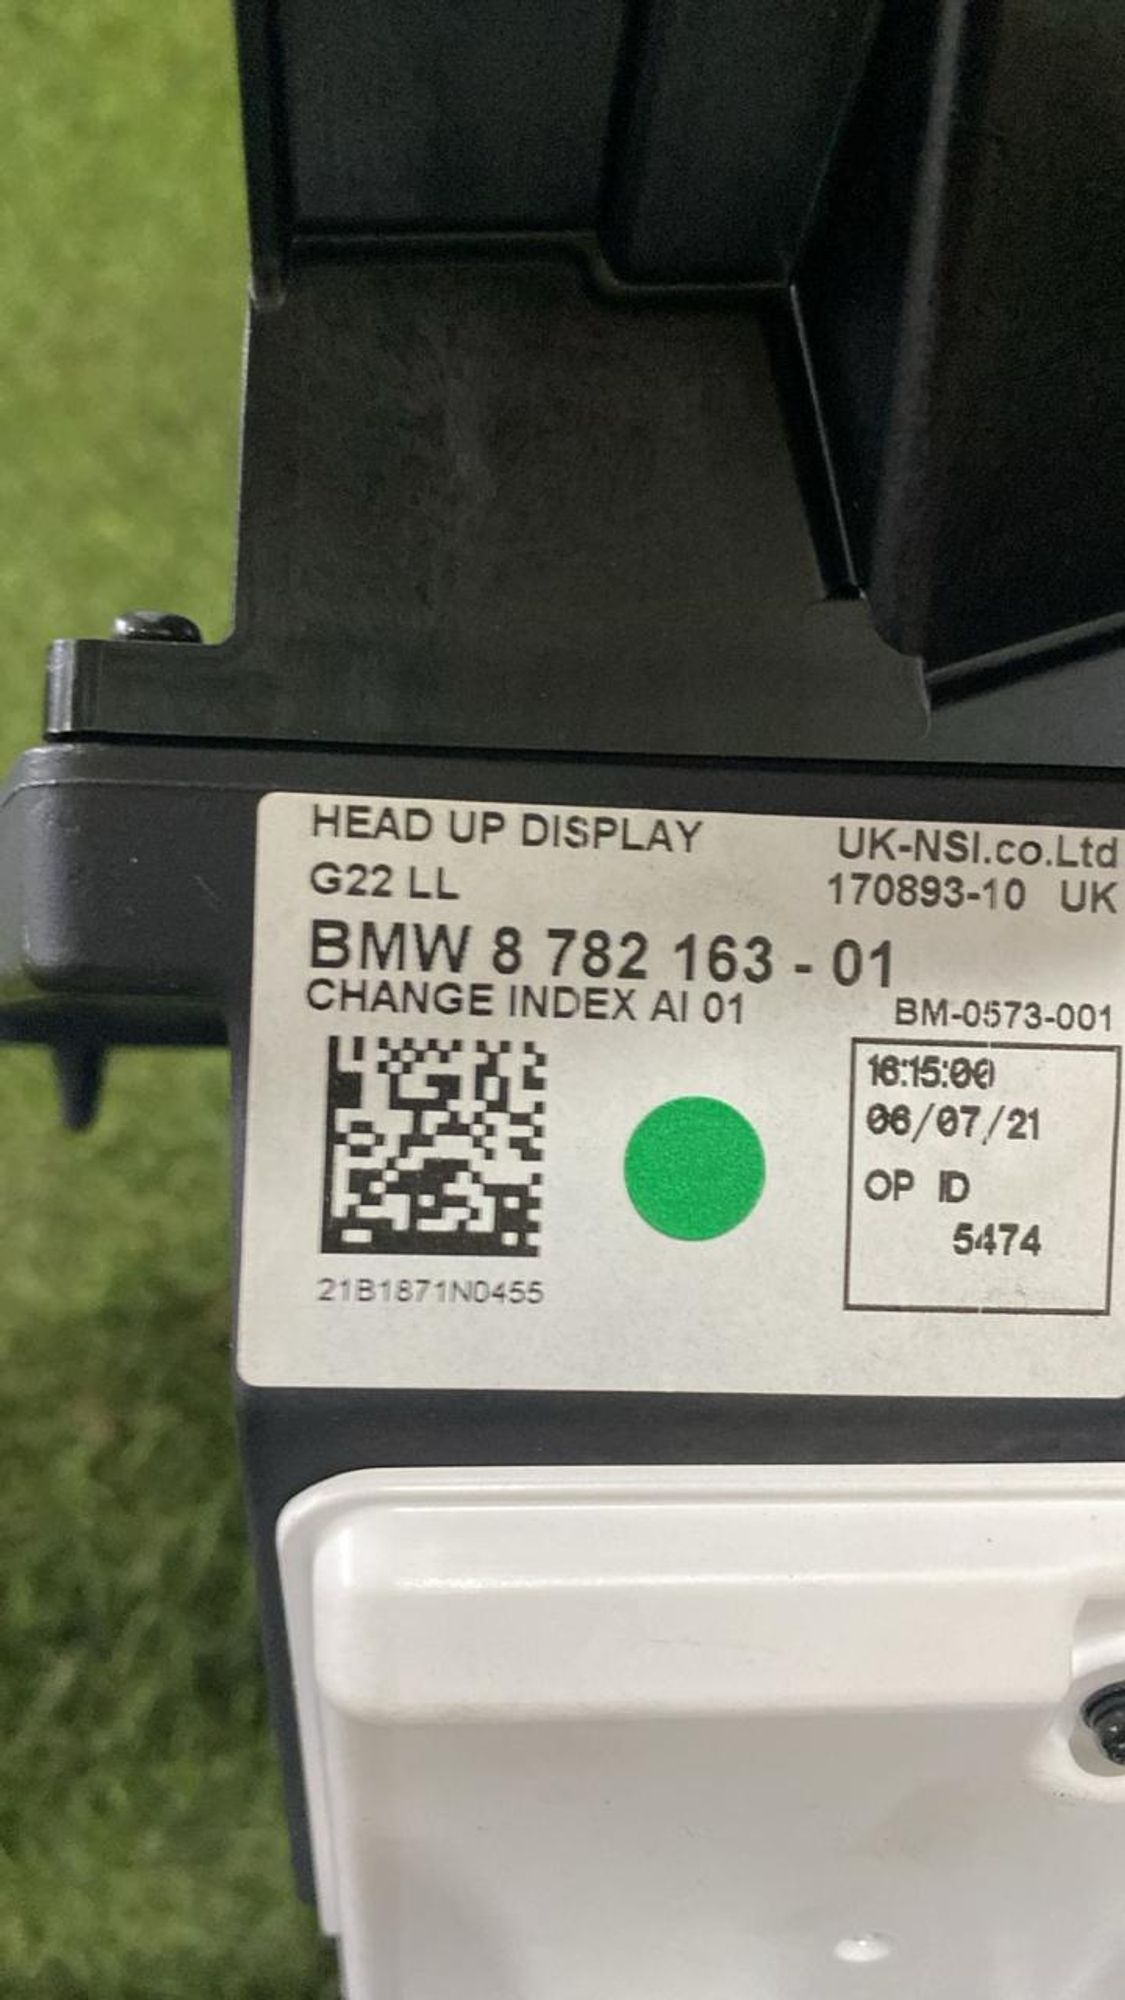 HEAD UP DISPLAY
UK-NSI.co.Ltd
G22 LL
170893-10 UK
BMW 8 782 163 - 01
CHANGE INDEX AI 01
BM-0573-001
16:15:00
06/07/21
OP ID
5474
21B1871N0455